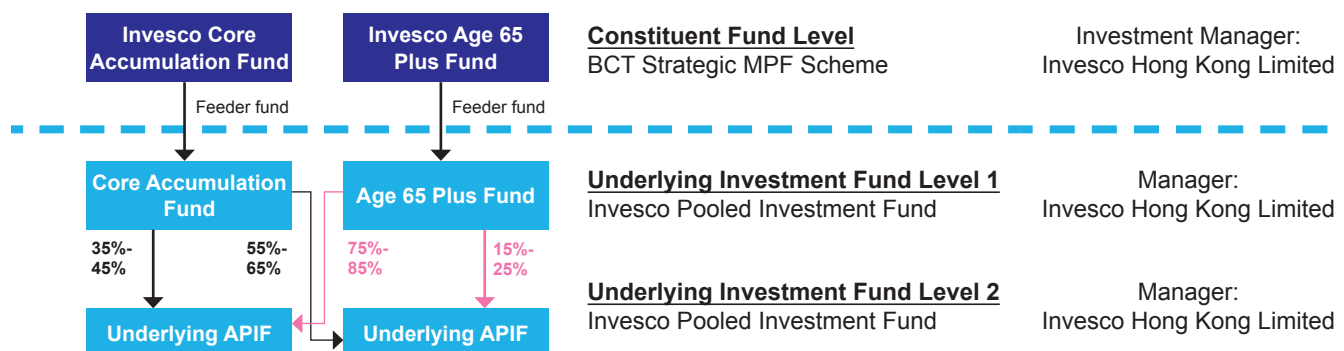 Invesco Core
Accumulation Fund
Invesco Age 65
Plus Fund
Constituent Fund Level
BCT Strategic MPF Scheme
Investment Manager:
Invesco Hong Kong Limited
Feeder fund
Feeder fund
Core Accumulation
Fund
Age 65 Plus Fund
Underlying Investment Fund Level 1
Invesco Pooled Investment Fund
Manager:
Invesco Hong Kong Limited
35%-
45%
55%-
65%
75%-
85%
15%-
25%
Underlying APIF
Underlying APIF
Underlying Investment Fund Level 2
Invesco Pooled Investment Fund
Manager:
Invesco Hong Kong Limited